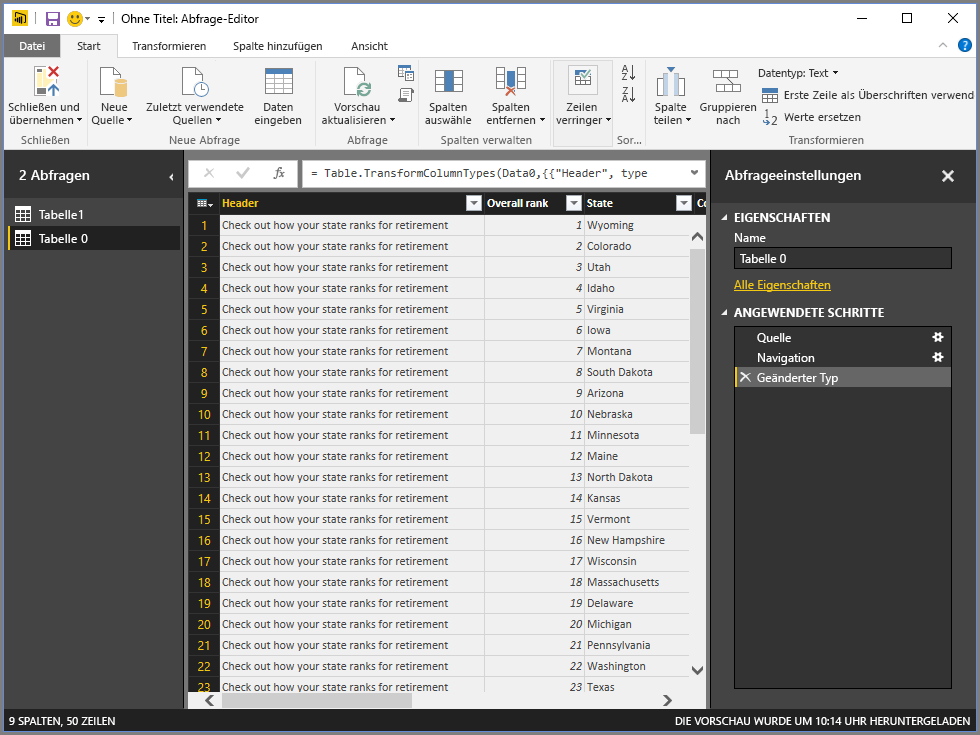 Ohne Titel: Abfrage-Editor
Datei Start Transformieren Spalte hinzufügen Ansicht
Schließen und übernehmen
Neue Quelle
Zuletzt verwendete Quellen
Daten eingeben
Vorschau aktualisieren
Spalten auswählen
Spalten entfernen
Zeilen verringer
Spalte teilen
Gruppieren nach
Datentyp: Text
Erste Zeile als Überschriften verwend
Werte ersetzen
Schließen Neue Abfrage Abfrage Spalten verwalten Sor... Transformieren
2 Abfragen
Tabelle1
Tabelle 0
fx = Table.TransformColumnTypes(Data0,{{"Header", type
Header Overall rank State Co
1 Check out how your state ranks for retirement 1 Wyoming
2 Check out how your state ranks for retirement 2 Colorado
3 Check out how your state ranks for retirement 3 Utah
4 Check out how your state ranks for retirement 4 Idaho
5 Check out how your state ranks for retirement 5 Virginia
6 Check out how your state ranks for retirement 6 Iowa
7 Check out how your state ranks for retirement 7 Montana
8 Check out how your state ranks for retirement 8 South Dakota
9 Check out how your state ranks for retirement 9 Arizona
10 Check out how your state ranks for retirement 10 Nebraska
11 Check out how your state ranks for retirement 11 Minnesota
12 Check out how your state ranks for retirement 12 Maine
13 Check out how your state ranks for retirement 13 North Dakota
14 Check out how your state ranks for retirement 14 Kansas
15 Check out how your state ranks for retirement 15 Vermont
16 Check out how your state ranks for retirement 16 New Hampshire
17 Check out how your state ranks for retirement 17 Wisconsin
18 Check out how your state ranks for retirement 18 Massachusetts
19 Check out how your state ranks for retirement 19 Delaware
20 Check out how your state ranks for retirement 20 Michigan
21 Check out how your state ranks for retirement 21 Pennsylvania
22 Check out how your state ranks for retirement 22 Washington
23 Check out how your state ranks for retirement 23 Texas
Abfrageeinstellungen
EIGENSCHAFTEN
Name
Tabelle 0
Alle Eigenschaften
ANGEWENDETE SCHRITTE
Quelle
Navigation
Geänderter Typ
9 SPALTEN, 50 ZEILEN
DIE VORSCHAU WURDE UM 10:14 UHR HERUNTERGELADEN